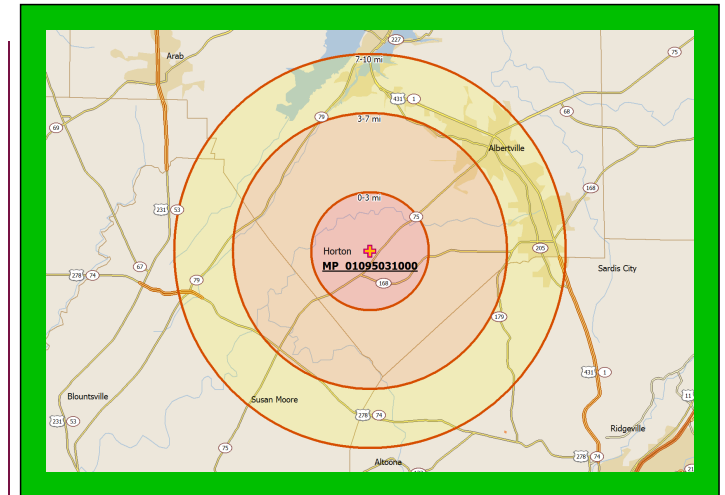 227
Arab
75
7-10 mi
431 1
79
3-7 mi
68
69
Albertville
168
0-3 mi
231 53
75
Horton
205
MP_01095031000
67
Sardis City
278 74
79
168
179
431 1
Blountsville
Susan Moore
11
278 74
231 53
Ridgeville
75
Altoona
278 74
21